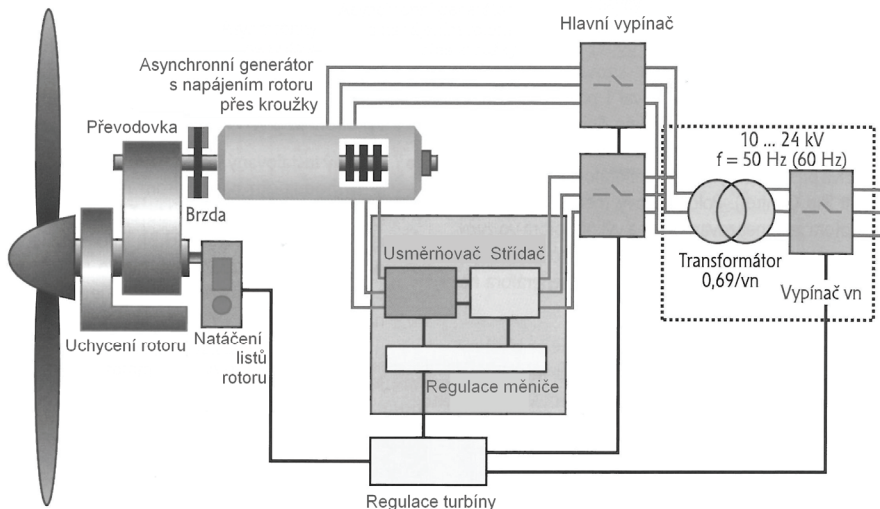 Hlavní vypínač
Asynchronní generátor
s napájením rotoru
přes kroužky
Převodovka
10 ... 24 kV
f = 50 Hz (60 Hz)
Brzda
Usměrňovač
Střídač
Transformátor
0,69/vn
Vypínač vn
Uchycení rotoru
Natáčení
listů
rotoru
Regulace měniče
Regulace turbíny